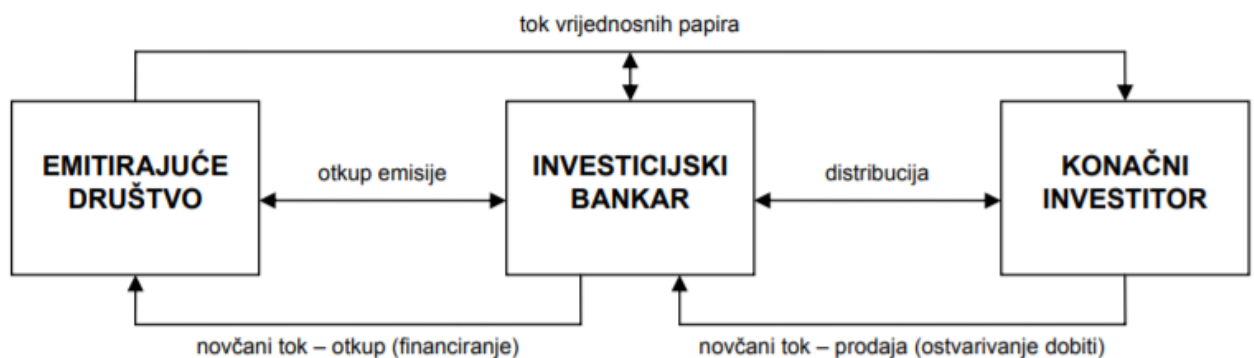 tok vrijednosnih papira
EMITIRAJUĆE
DRUŠTVO
otkup emisije
INVESTICIJSKI
BANKAR
distribucija
KONAČNI
INVESTITOR
novčani tok – otkup (financiranje)
novčani tok – prodaja (ostvarivanje dobiti)